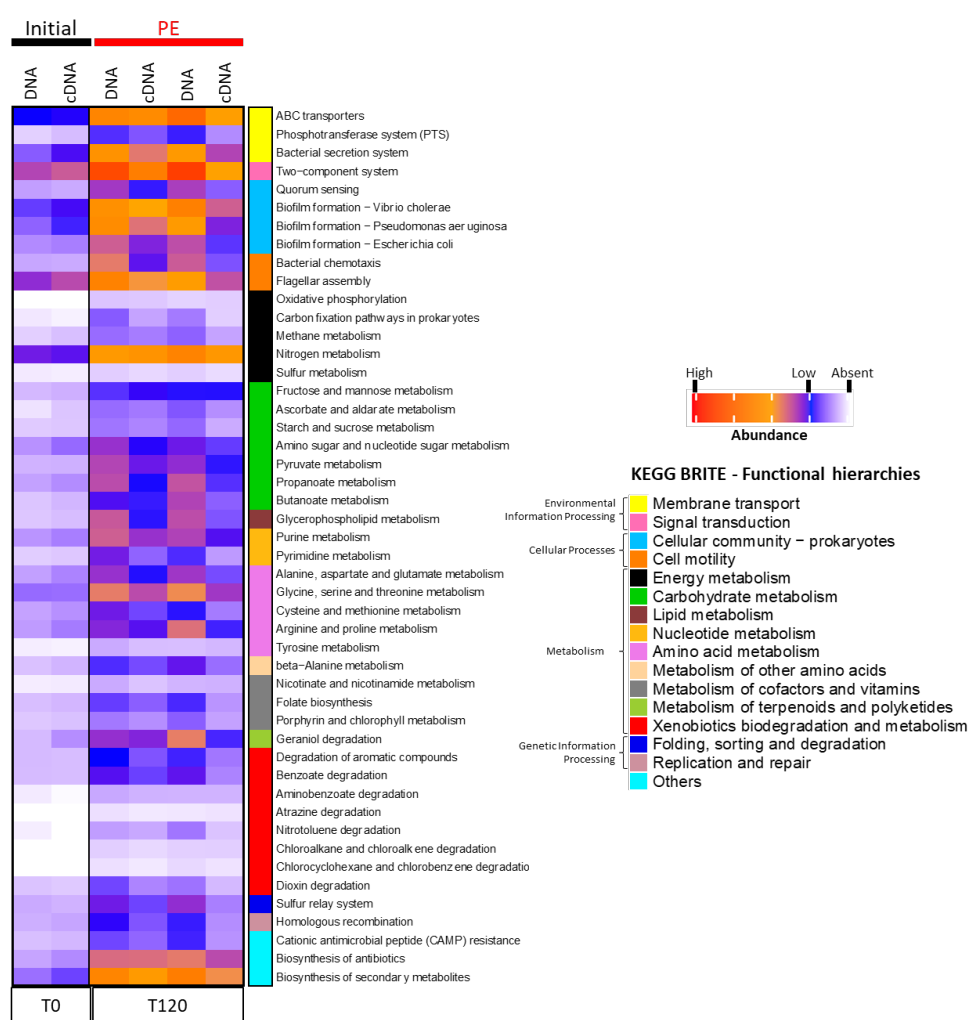 Initial
PE
DNA
cDNA
DNA
cDNA
DNA
cDNA
ABC transporters
Phosphotransferase system (PTS)
Bacterial secretion system
Two-component system
Quorum sensing
Biofilm formation - Vibrio cholerae
Biofilm formation - Pseudomonas aer uginosa
Biofilm formation - Escherichia coli
Bacterial chemotaxis
Flagellar assembly
Oxidative phosphorylation
Carbon fixation pathways in prokaryotes
Methane metabolism
Nitrogen metabolism
Sulfur metabolism
Fructose and mannose metabolism
Ascorbate and aldarate metabolism
Starch and sucrose metabolism
Amino sugar and nucleotide sugar metabolism
Pyruvate metabolism
Propanoate metabolism
Butanoate metabolism
Glycerophospholipid metabolism
Purine metabolism
Pyrimidine metabolism
Alanine, aspartate and glutamate metabolism
Glycine, serine and threonine metabolism
Cysteine and methionine metabolism
Arginine and proline metabolism
Tyrosine metabolism
beta-Alanine metabolism
Nicotinate and nicotinamide metabolism
Folate biosynthesis
Porphyrin and chlorophyll metabolism
Geraniol degradation
Degradation of aromatic compounds
Benzoate degradation
Aminobenzoate degradation
Atrazine degradation
Nitrotoluene degradation
Chloroalkane and chloroalk ene degradation
Chlorocyclohexane and chlorobenz ene degradatio
Dioxin degradation
Sulfur relay system
Homologous recombination
Cationic antimicrobial peptide (CAMP) resistance
Biosynthesis of antibiotics
Biosynthesis of secondar y metabolites
T0
T120
High
Low
Absent
Abundance
KEGG BRITE - Functional hierarchies
Environmental
Information Processing
Membrane transport
Signal transduction
Cellular Processes
Cellular community - prokaryotes
Cell motility
Metabolism
Energy metabolism
Carbohydrate metabolism
Lipid metabolism
Nucleotide metabolism
Amino acid metabolism
Metabolism of other amino acids
Metabolism of cofactors and vitamins
Metabolism of terpenoids and polyketides
Xenobiotics biodegradation and metabolism
Genetic Information
Processing
Folding, sorting and degradation
Replication and repair
Others